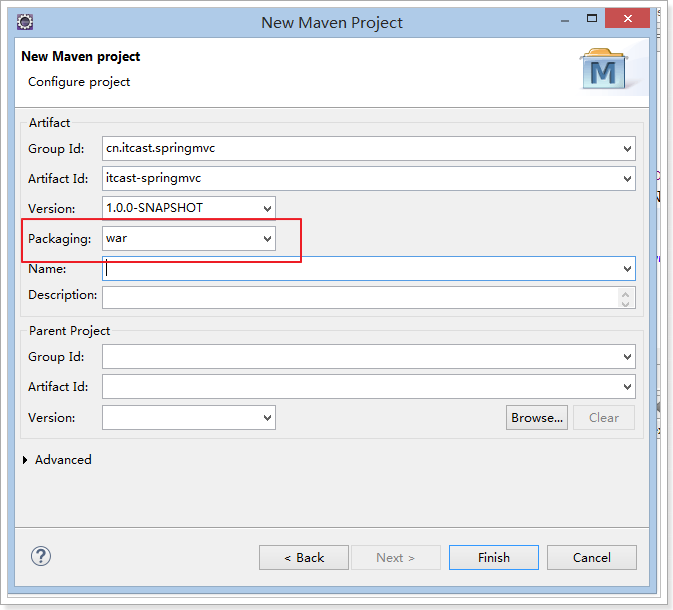 New Maven Project
New Maven project
Configure project
M
Artifact
Group Id: cn.itcast.springmvc
Artifact Id: itcast-springmvc
Version: 1.0.0-SNAPSHOT
Packaging: war
Name:
Description:
Parent Project
Group Id:
Artifact Id:
Version: Browse... Clear
Advanced
? < Back Next > Finish Cancel